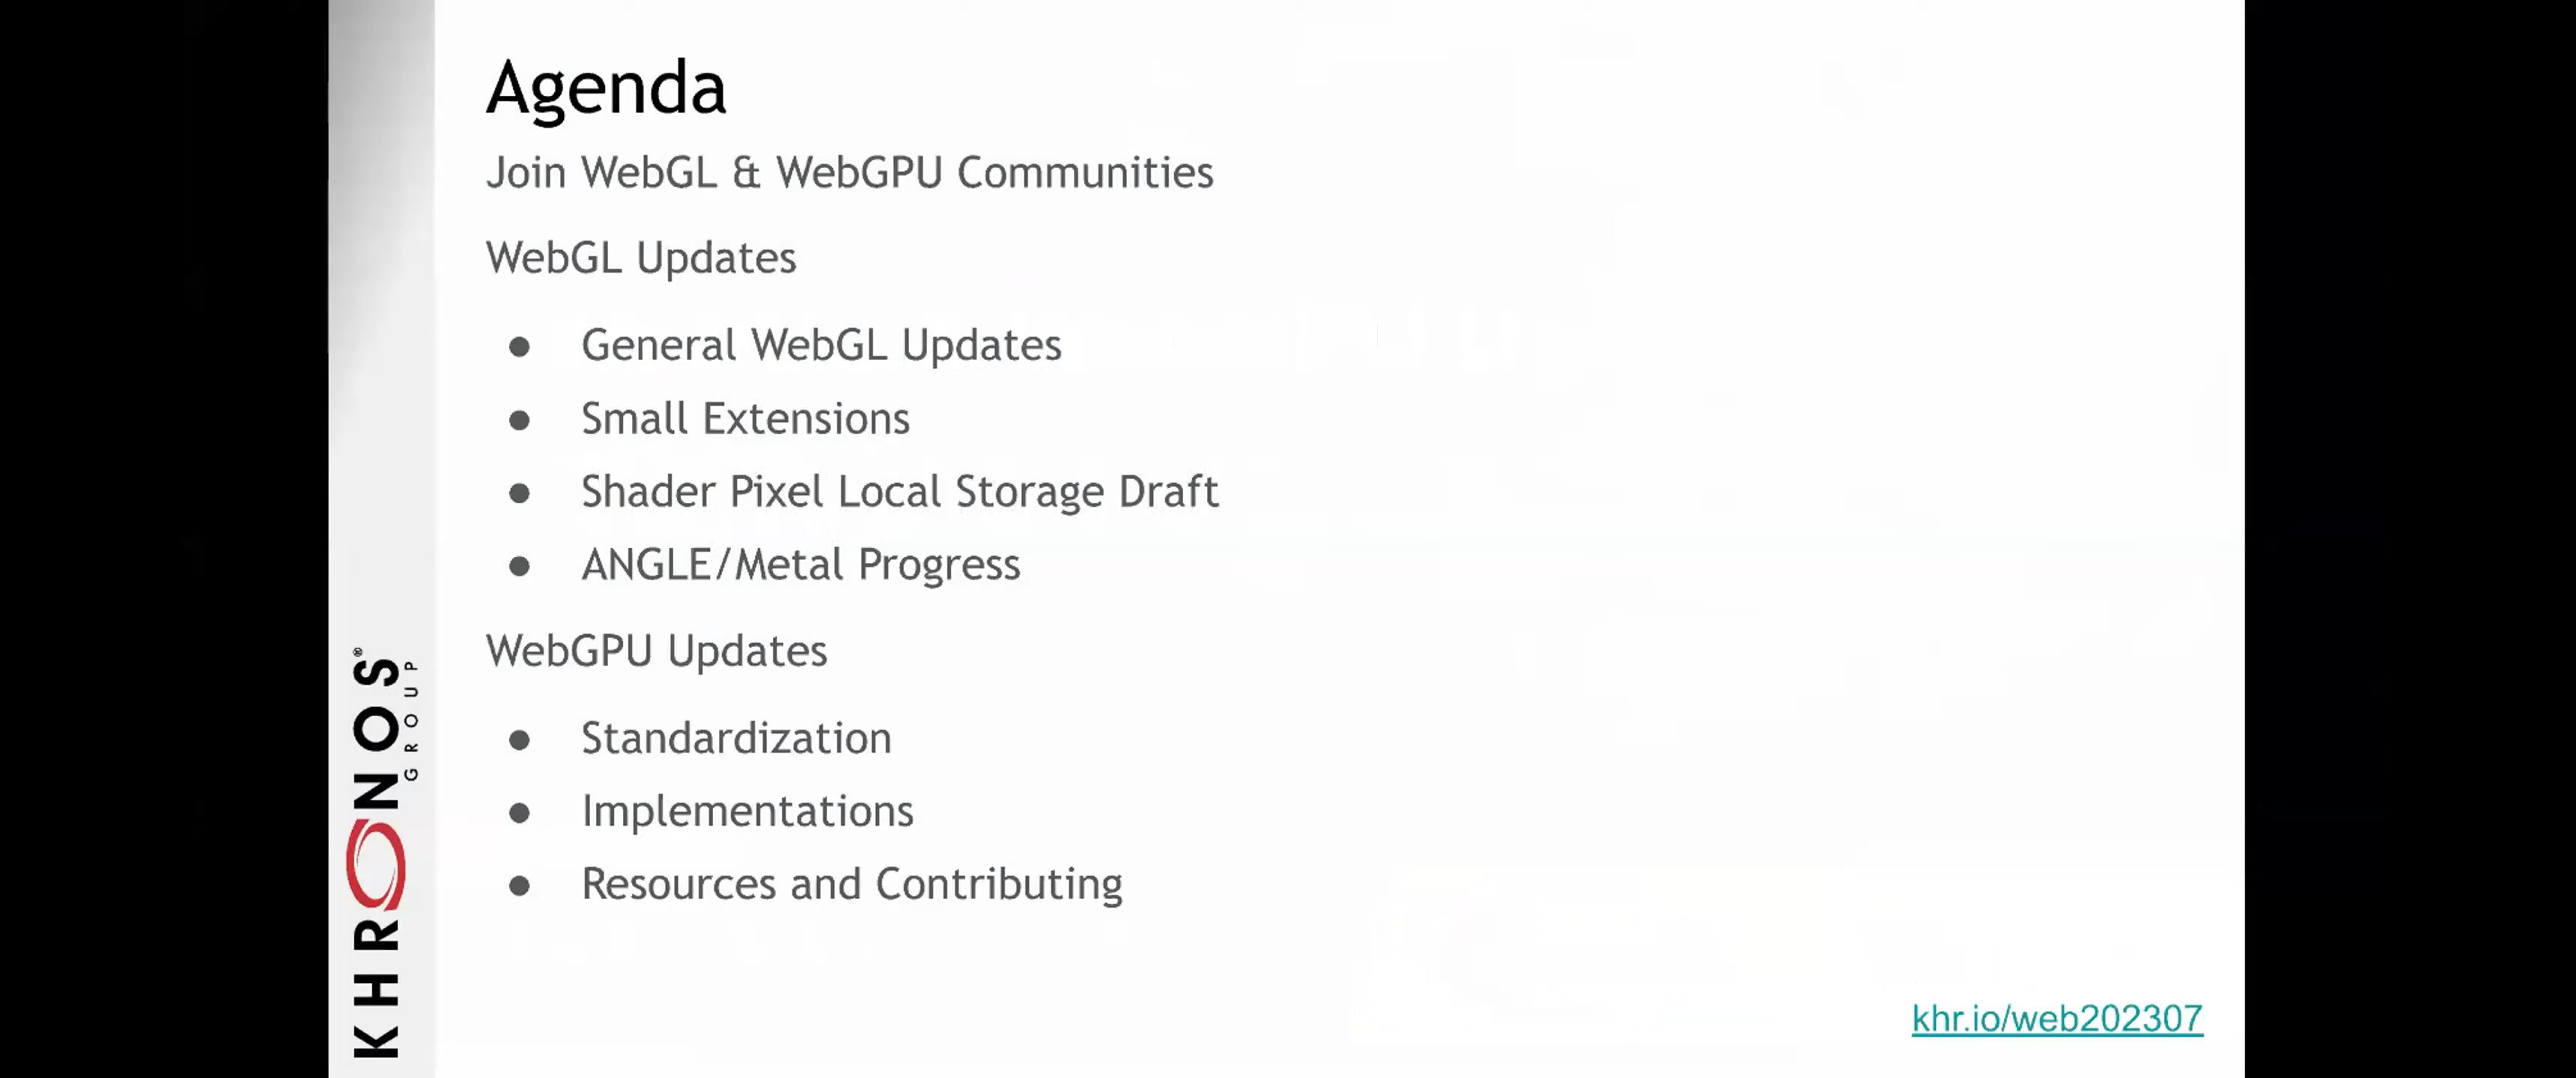 Agenda
Join WebGL & WebGPU Communities
WebGL Updates
● General WebGL Updates
● Small Extensions
● Shader Pixel Local Storage Draft
● ANGLE/Metal Progress
WebGPU Updates
● Standardization
● Implementations
● Resources and Contributing
KHRONOS®
GROUP
khr.io/web202307